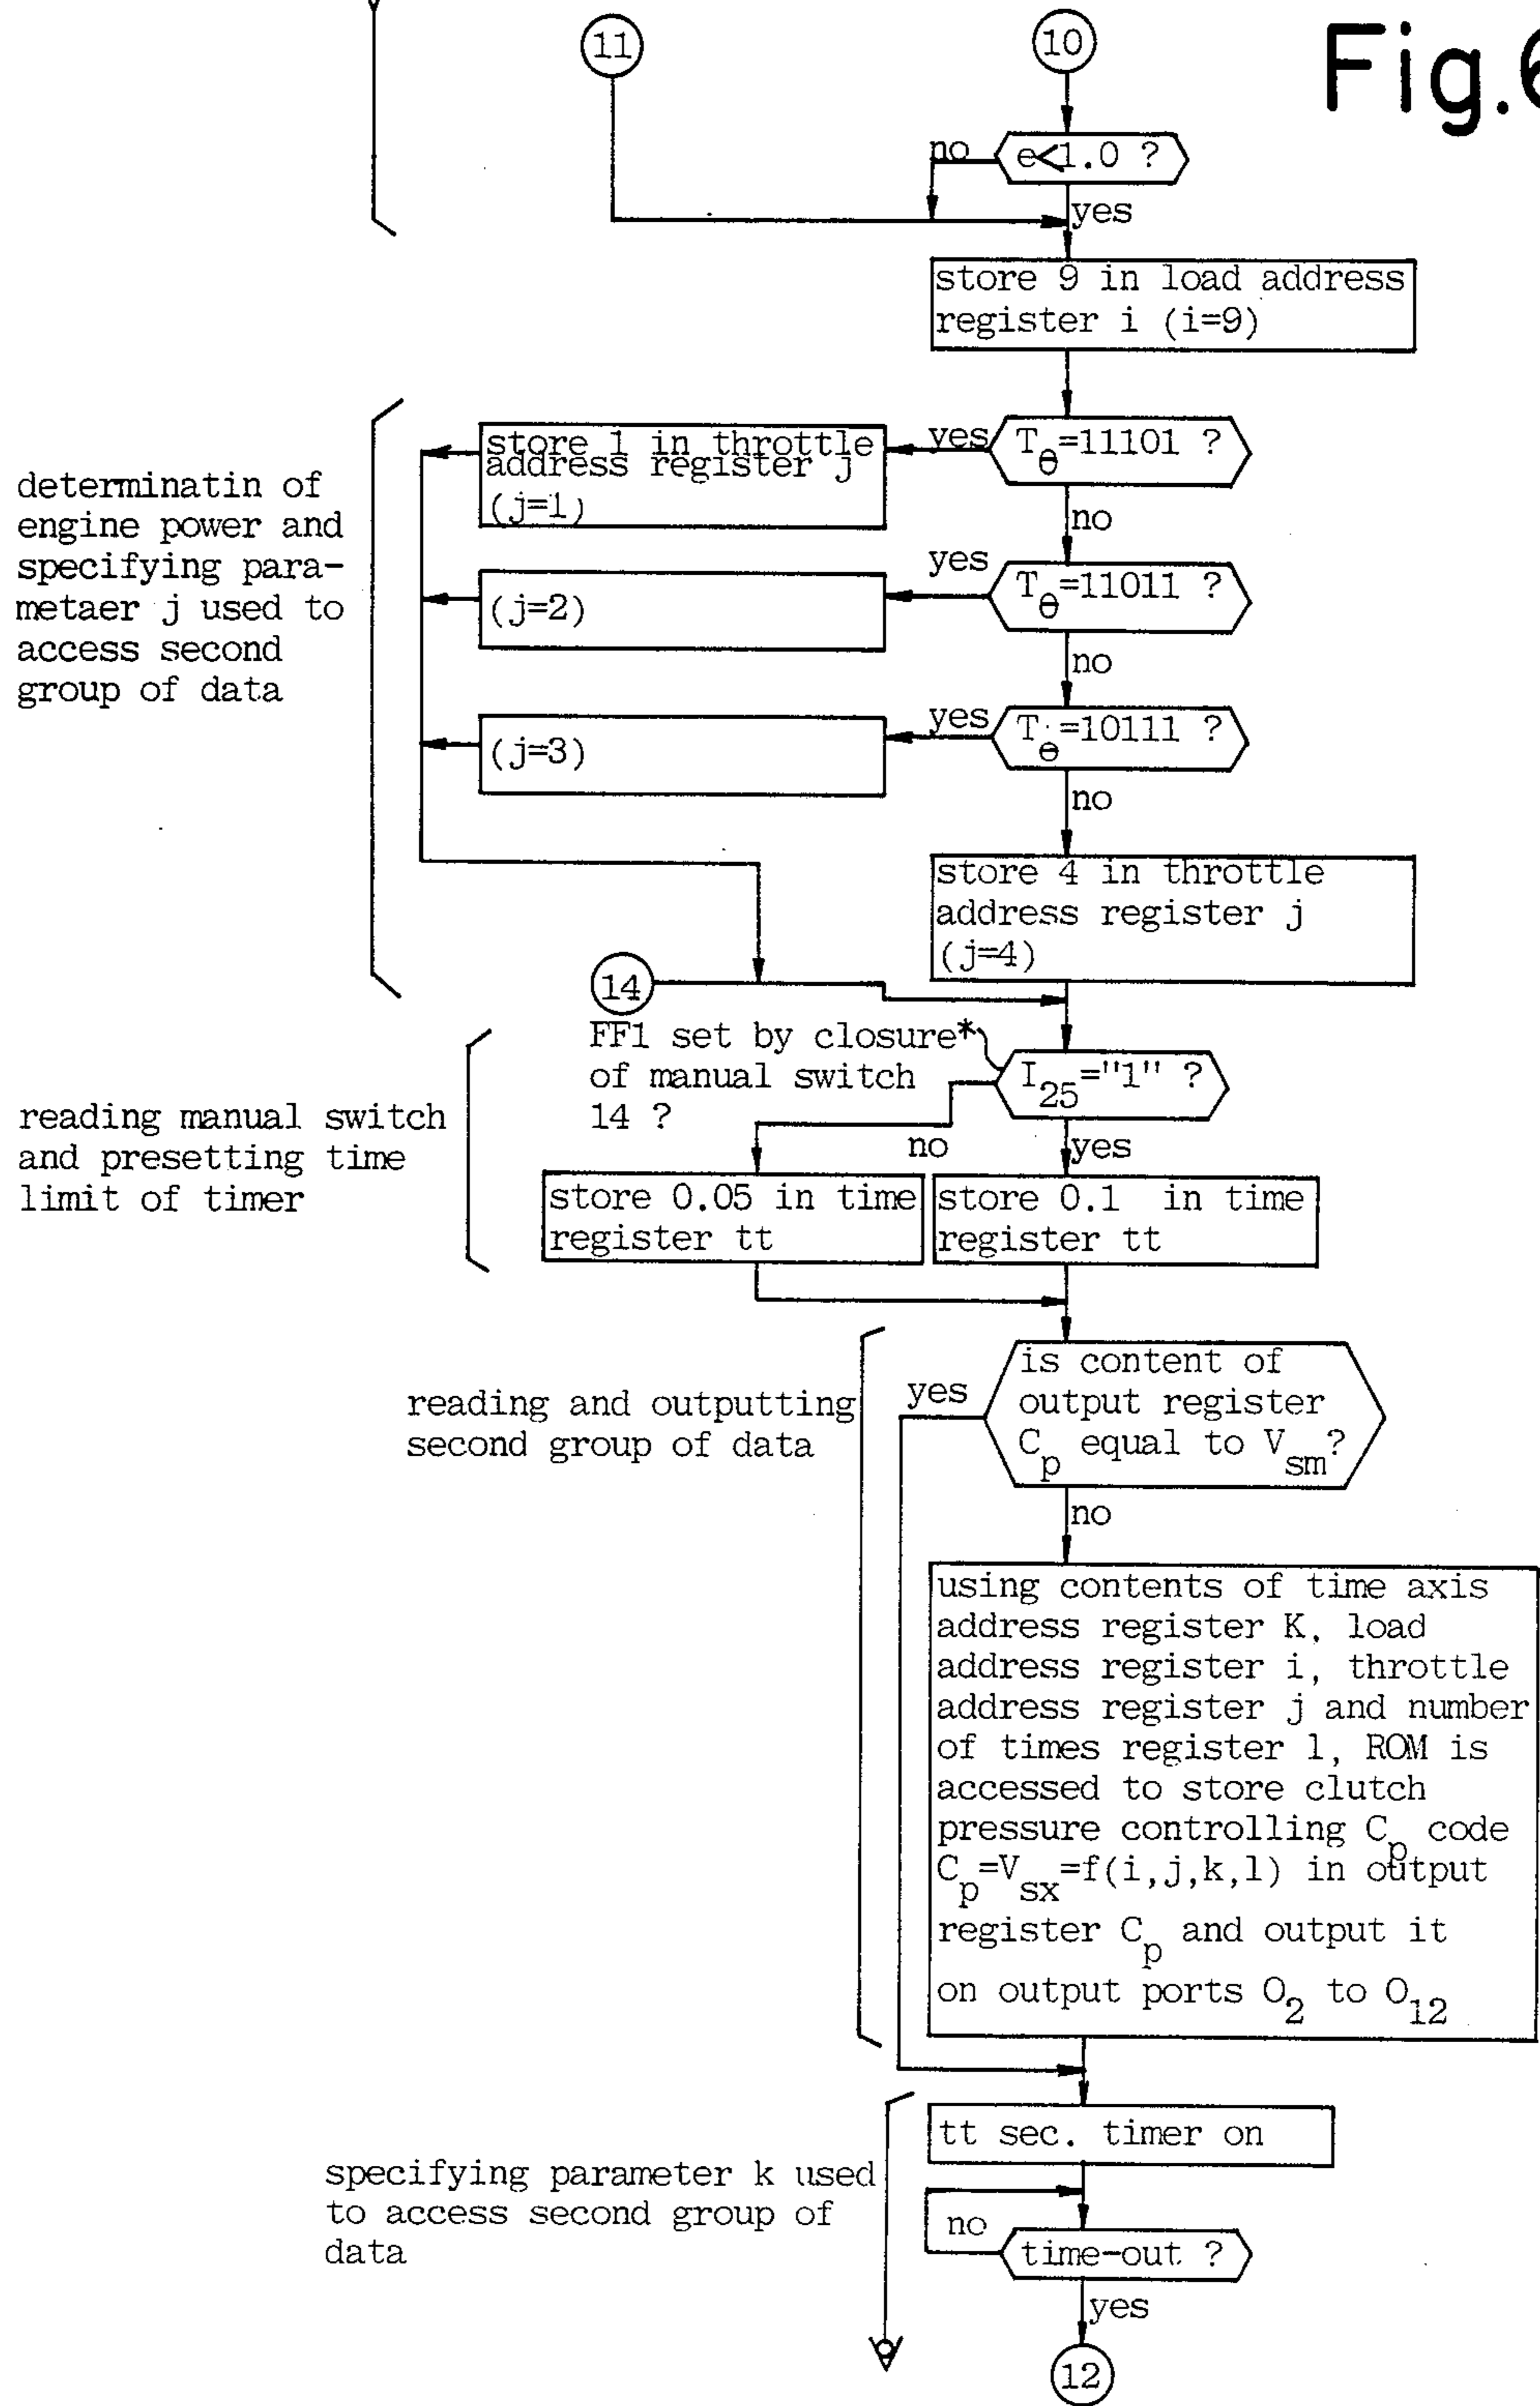 11
10
Fig.6
no
e<1.0 ?
yes
store 9 in load address
register i (i=9)
determinatin of
engine power and
specifying para-
metaer j used to
access second
group of data
store 1 in throttle
address register j
(j=1)
yes
Tθ=11101 ?
no
(j=2)
yes
Tθ=11011 ?
no
(j=3)
yes
Tθ=10111 ?
no
store 4 in throttle
address register j
(j=4)
14
FF1 set by closure*
of manual switch
14 ?
I25="1" ?
reading manual switch
and presetting time
limit of timer
no
yes
store 0.05 in time
register tt
store 0.1 in time
register tt
reading and outputting
second group of data
yes
is content of
output register
Cp equal to Vsm?
no
using contents of time axis
address register K, load
address register i, throttle
address register j and number
of times register l, ROM is
accessed to store clutch
pressure controlling Cp code
Cp=Vsx=f(i,j,k,l) in output
register Cp and output it
on output ports O2 to O12
specifying parameter k used
to access second group of
data
tt sec. timer on
no
time-out ?
yes
12